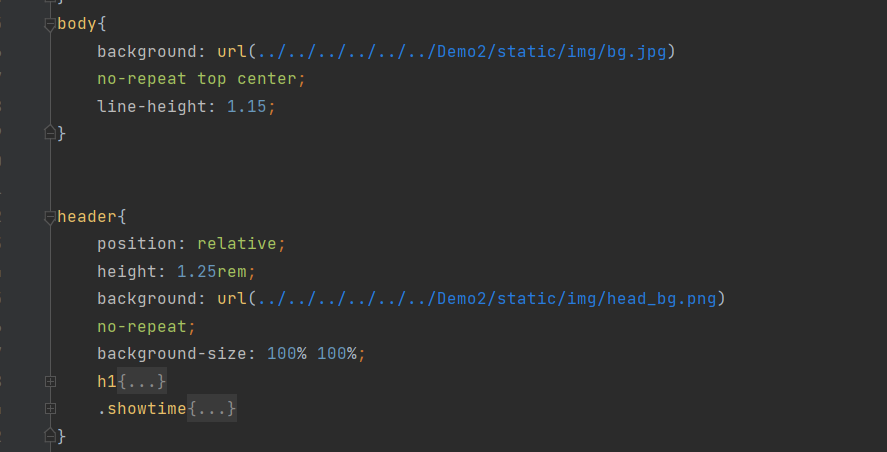 body{
background: url(../../../../../../Demo2/static/img/bg.jpg)
no-repeat top center;
line-height: 1.15;
}
header{
position: relative;
height: 1.25rem;
background: url(../../../../../../Demo2/static/img/head_bg.png)
no-repeat;
background-size: 100% 100%;
h1{...}
.showtime{...}
}